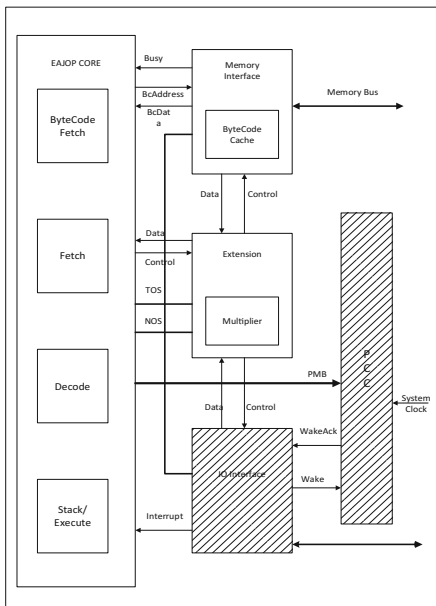 EAJOP CORE
ByteCode
Fetch
Fetch
Decode
Stack/
Execute
Busy
BcAddress
BcDat
a
Memory
Interface
ByteCode
Cache
Memory Bus
Data
Control
Data
Control
TOS
NOS
Extension
Multiplier
PMB
Data
Control
P
C
C
System
Clock
WakeAck
IO Interface
Wake
Interrupt